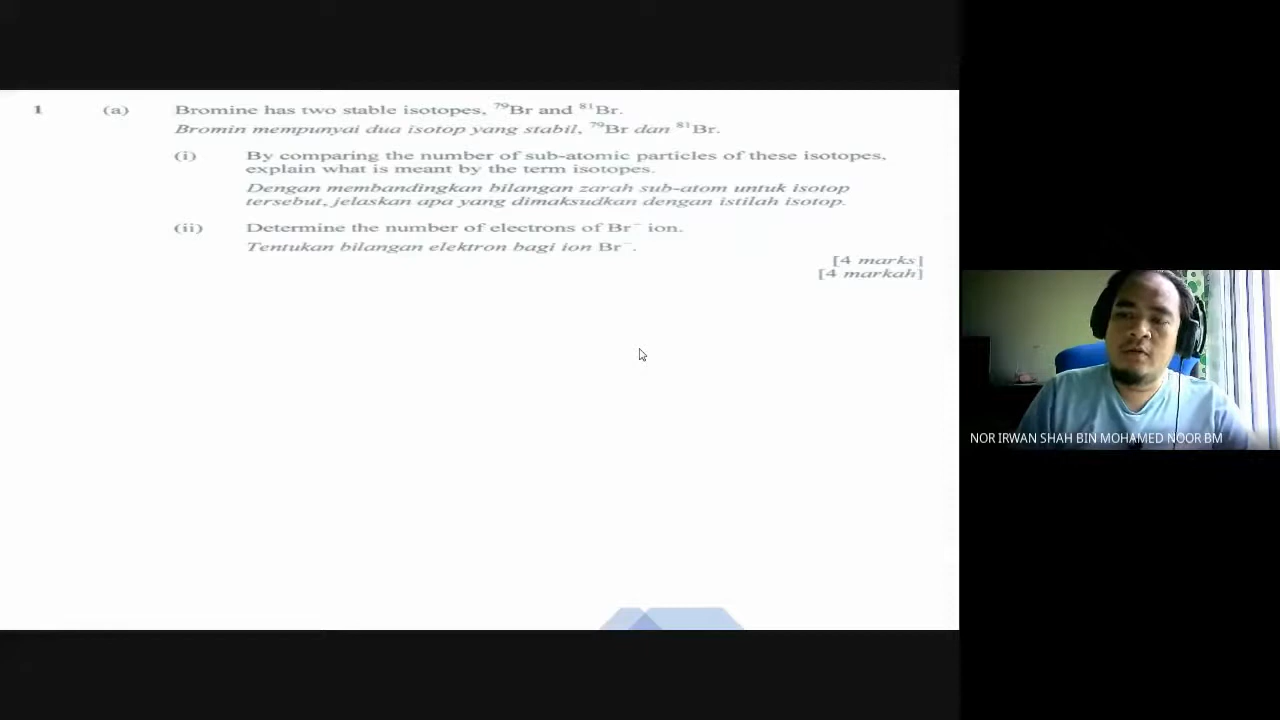 1 (a) Bromine has two stable isotopes, ⁷⁹Br and ⁸¹Br.
Bromin mempunyai dua isotop yang stabil, ⁷⁹Br dan ⁸¹Br.
(i) By comparing the number of sub-atomic particles of these isotopes,
explain what is meant by the term isotopes.
Dengan membandingkan bilangan zarah sub-atom untuk isotop
tersebut, jelaskan apa yang dimaksudkan dengan istilah isotop.
(ii) Determine the number of electrons of Br⁻ ion.
Tentukan bilangan elektron bagi ion Br⁻.
[4 marks]
[4 markah]
NOR IRWAN SHAH BIN MOHAMED NOOR BM